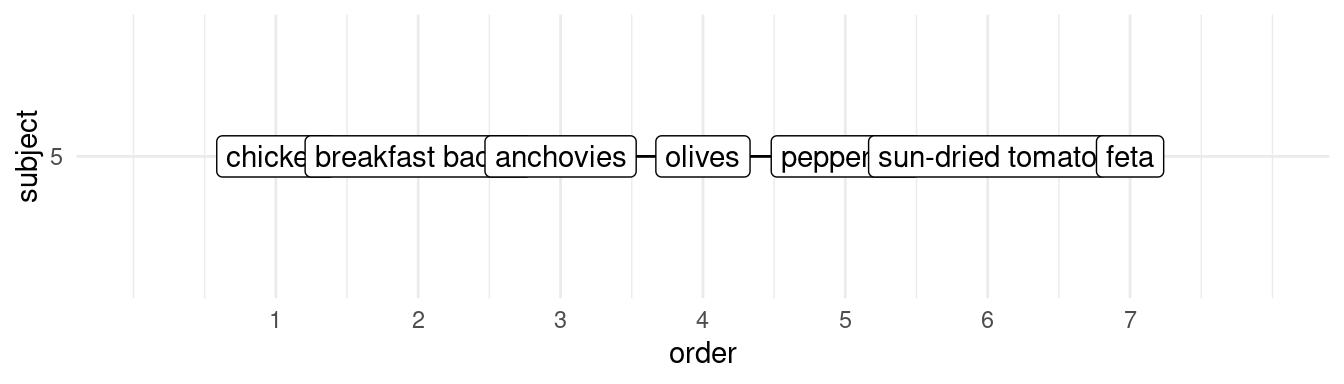 subject
5
chicke breakfast bac anchovies olives pepper sun-dried tomato feta
1 2 3 4 5 6 7
order